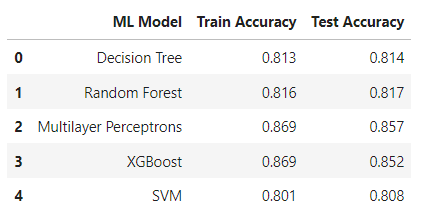 ML Model Train Accuracy Test Accuracy
0 Decision Tree 0.813 0.814
1 Random Forest 0.816 0.817
2 Multilayer Perceptrons 0.869 0.857
3 XGBoost 0.869 0.852
4 SVM 0.801 0.808